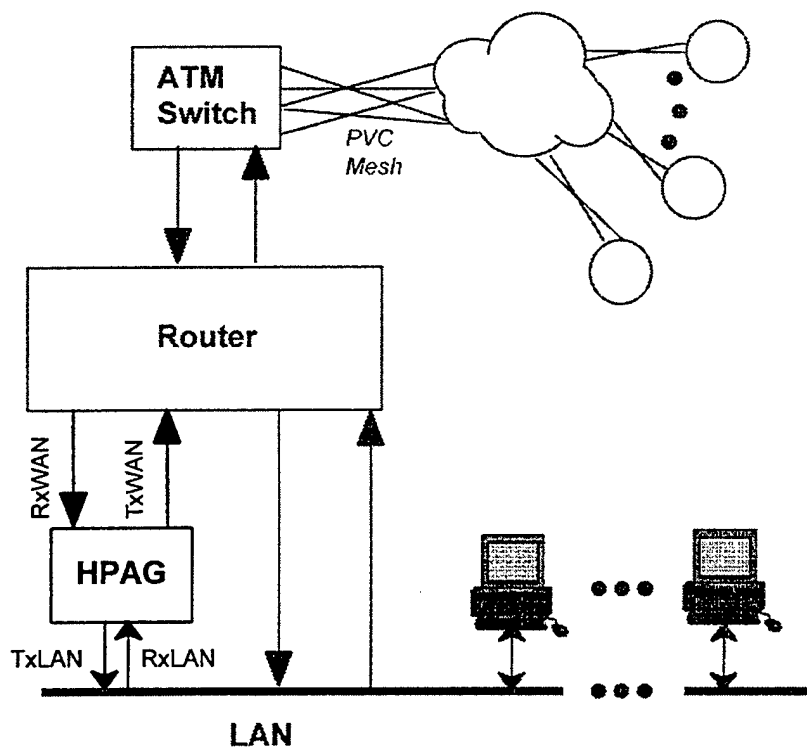 ATM
Switch
PVC
Mesh
Router
RxWAN
TxWAN
HPAG
TxLAN
RxLAN
LAN